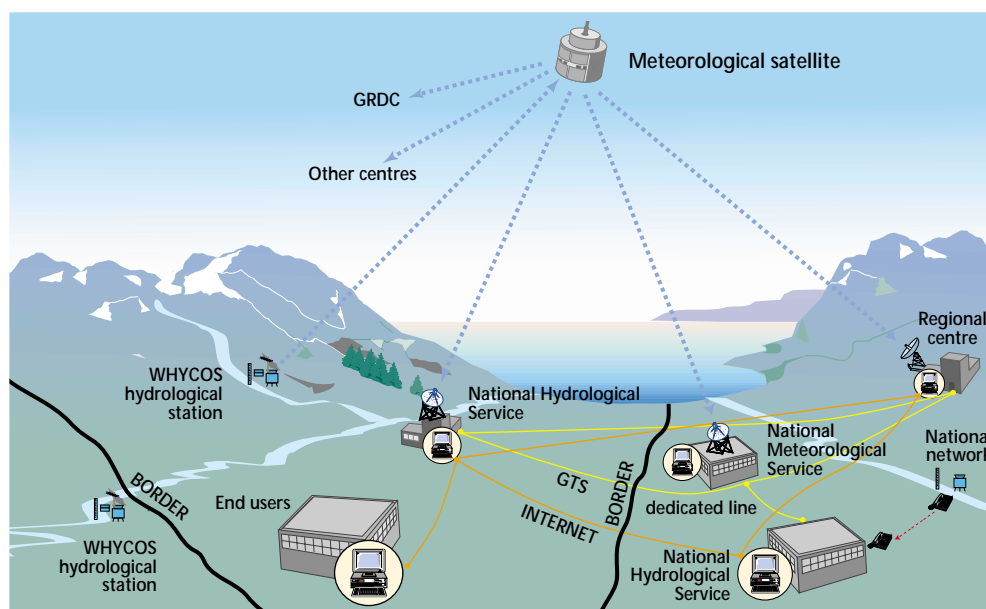 Meteorological satellite
GRDC
Other centres
Regional
centre
WHYCOS
hydrological
station
National Hydrological
Service
National
Meteorological
Service
National
network
BORDER
End users
GTS
BORDER
INTERNET
dedicated line
WHYCOS
hydrological
station
National
Hydrological
Service